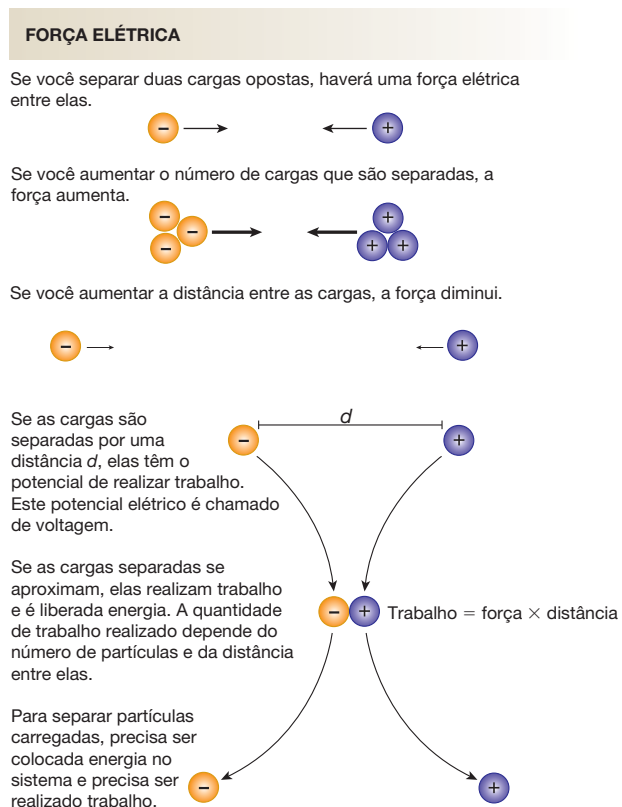 FORÇA ELÉTRICA
Se você separar duas cargas opostas, haverá uma força elétrica
entre elas.
– +
Se você aumentar o número de cargas que são separadas, a
força aumenta.
– – – + + +
Se você aumentar a distância entre as cargas, a força diminui.
– +
Se as cargas são
separadas por uma
distância d, elas têm o
potencial de realizar trabalho.
Este potencial elétrico é chamado
de voltagem.
– d +
Se as cargas separadas se
aproximam, elas realizam trabalho
e é liberada energia. A quantidade
de trabalho realizado depende do
número de partículas e da distância
entre elas.
– + Trabalho = força × distância
Para separar partículas
carregadas, precisa ser
colocada energia no
sistema e precisa ser
realizado trabalho.
– +